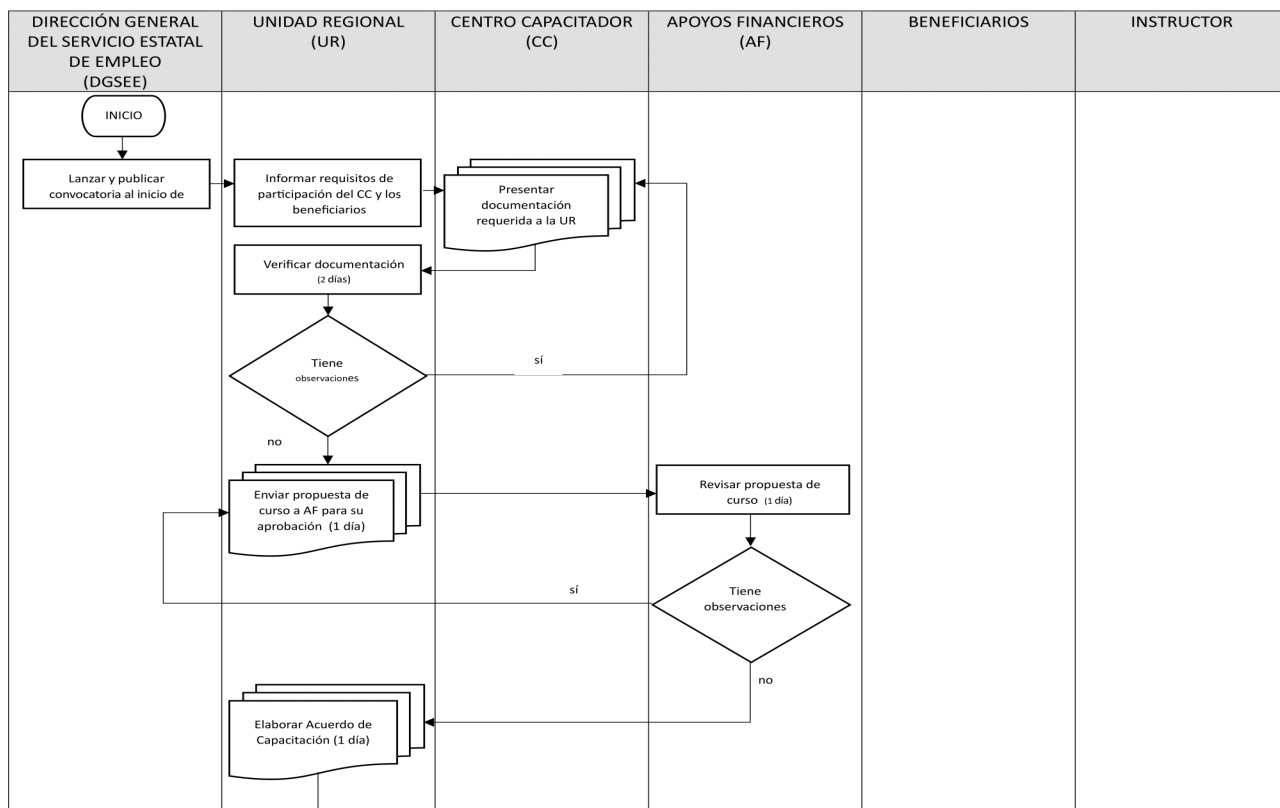 DIRECCIÓN GENERAL
DEL SERVICIO ESTATAL
DE EMPLEO
(DGSEE)
UNIDAD REGIONAL
(UR)
CENTRO CAPACITADOR
(CC)
APOYOS FINANCIEROS
(AF)
BENEFICIARIOS
INSTRUCTOR
INICIO
Lanzar y publicar
convocatoria al inicio de
Informar requisitos de
participación del CC y los
beneficiarios
Presentar
documentación
requerida a la UR
Verificar documentación
(2 días)
Tiene
observaciones
sí
no
Enviar propuesta de
curso a AF para su
aprobación (1 día)
Revisar propuesta de
curso (1 día)
Tiene
observaciones
sí
no
Elaborar Acuerdo de
Capacitación (1 día)